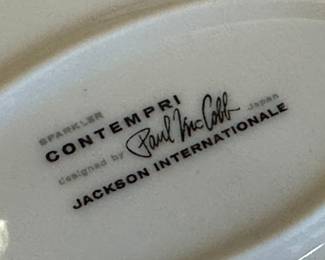 SPARKLER
CONTEMPRI
designed by Paul McCobb Japan
JACKSON INTERNATIONALE